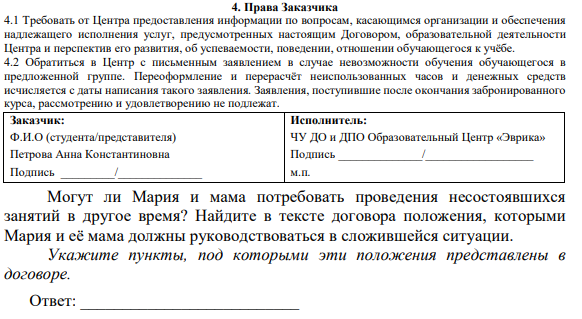 4. Права Заказчика
4.1 Требовать от Центра предоставления информации по вопросам, касающимся организации и обеспечения
надлежащего исполнения услуг, предусмотренных настоящим Договором, образовательной деятельности
Центра и перспектив его развития, об успеваемости, поведении, отношении обучающегося к учёбе.
4.2 Обратиться в Центр с письменным заявлением в случае невозможности обучения обучающегося в
предложенной группе. Переоформление и перерасчёт неиспользованных часов и денежных средств
исчисляется с даты написания такого заявления. Заявления, поступившие после окончания забронированного
курса, рассмотрению и удовлетворению не подлежат.
Заказчик:
Ф.И.О (студента/представителя)
Петрова Анна Константиновна
Подпись _________/______________
Исполнитель:
ЧУ ДО и ДПО Образовательный Центр «Эврика»
Подпись ______________/__________________
м.п.
Могут ли Мария и мама потребовать проведения несостоявшихся
занятий в другое время? Найдите в тексте договора положения, которыми
Мария и её мама должны руководствоваться в сложившейся ситуации.
Укажите пункты, под которыми эти положения представлены в
договоре.
Ответ: __________________________